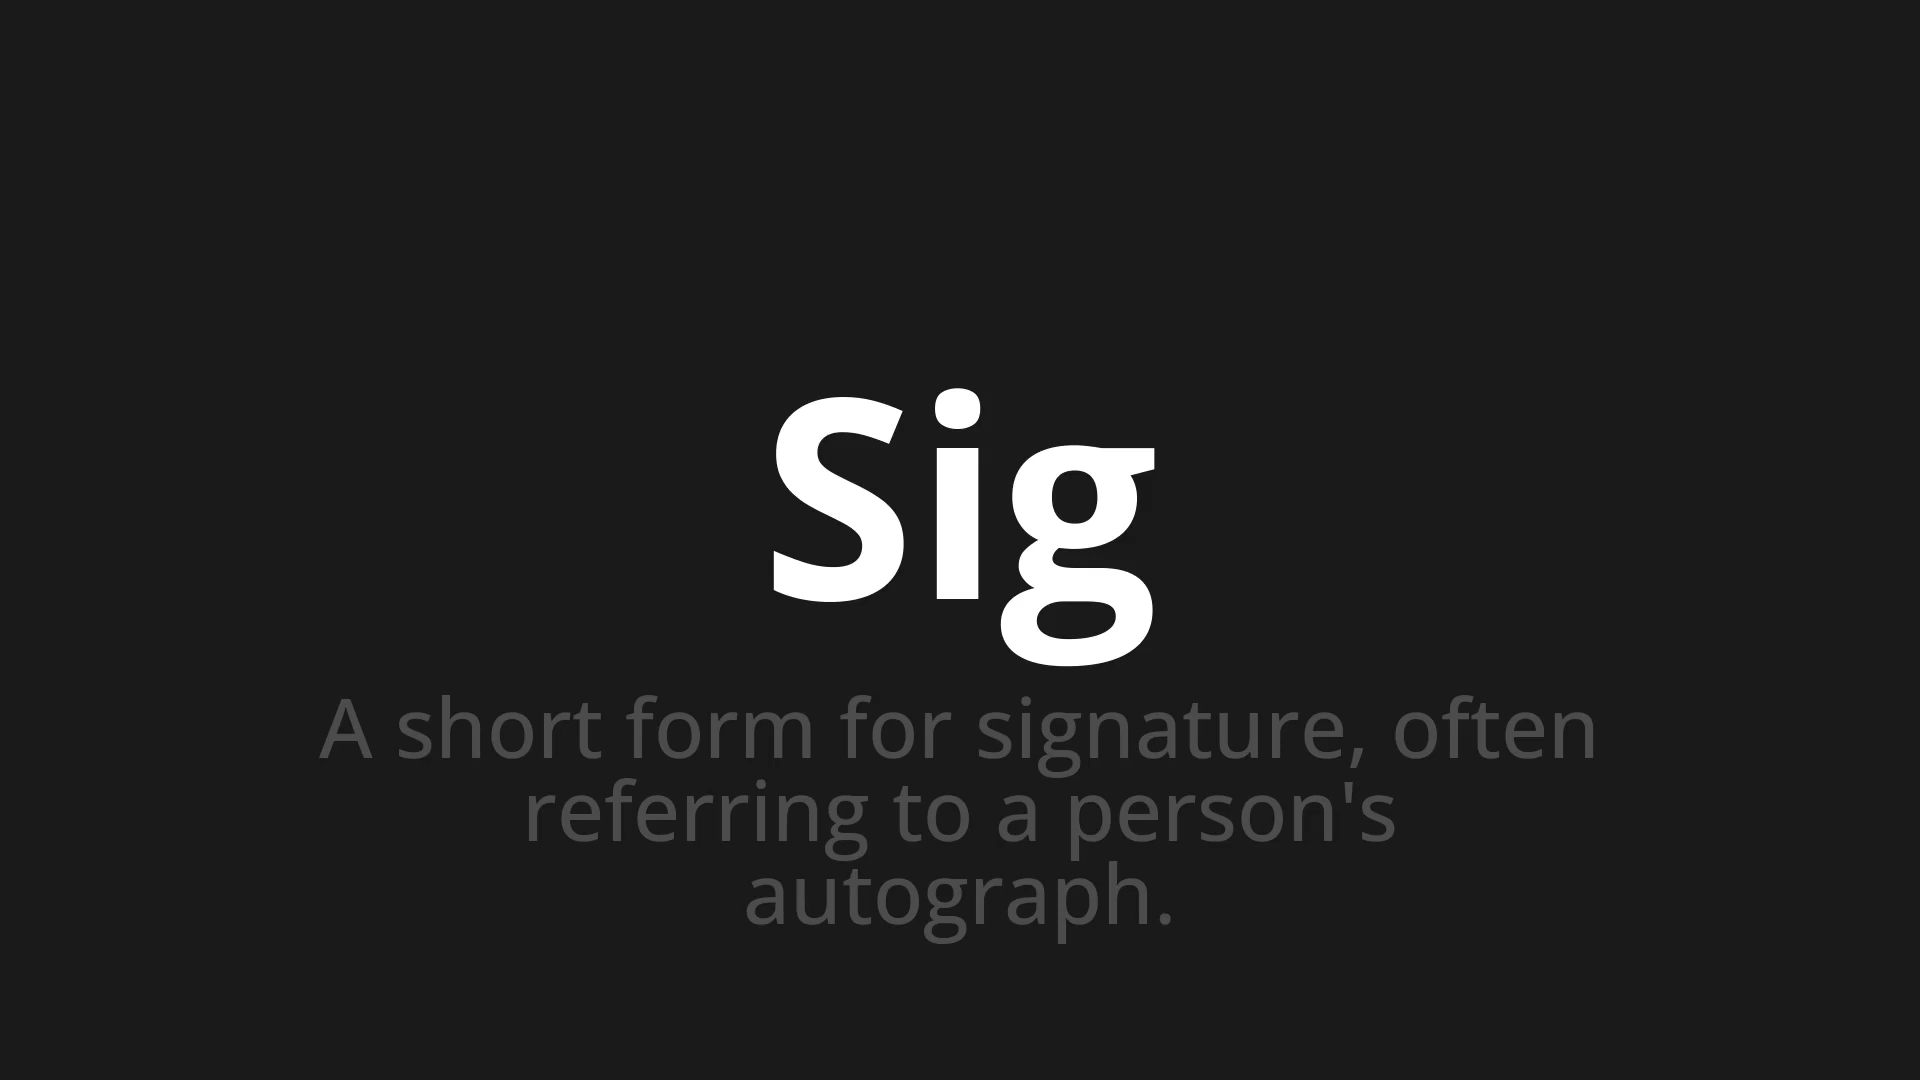 Sig
A short form for signature, often
referring to a person's
autograph.